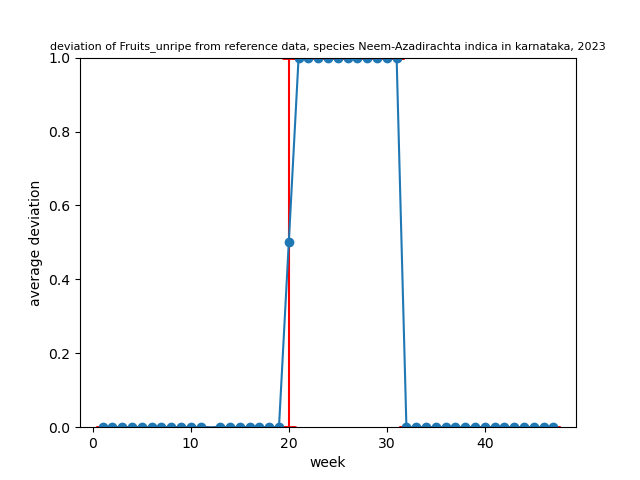 deviation of Fruits_unripe from reference data, species Neem-Azadirachta indica in karnataka, 2023
1.0
0.8
0.6
0.4
0.2
0.0
average deviation
0 10 20 30 40
week